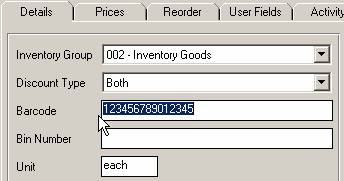 Details Prices Reorder User Fields Activity
Inventory Group 002 - Inventory Goods
Discount Type Both
Barcode 123456789012345
Bin Number
Unit each